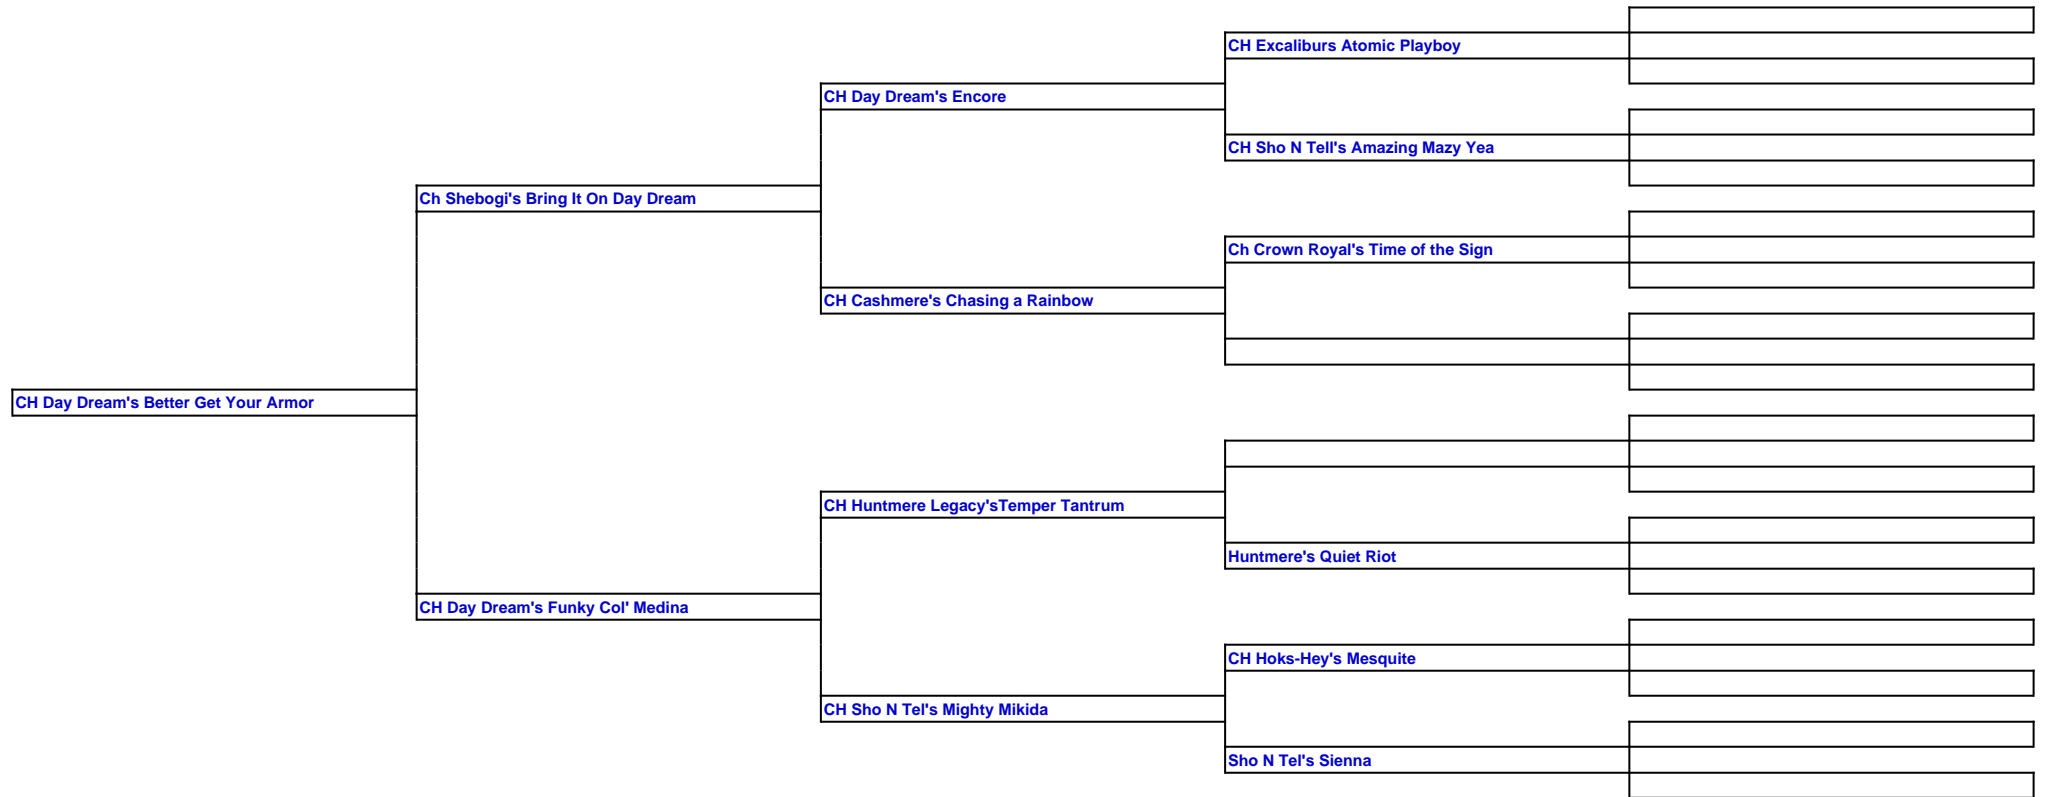 CH Excaliburs Atomic Playboy
CH Day Dream's Encore
CH Sho N Tell's Amazing Mazy Yea
Ch Shebogi's Bring It On Day Dream
Ch Crown Royal's Time of the Sign
CH Cashmere's Chasing a Rainbow
CH Day Dream's Better Get Your Armor
CH Huntmere Legacy'sTemper Tantrum
Huntmere's Quiet Riot
CH Day Dream's Funky Col' Medina
CH Hoks-Hey's Mesquite
CH Sho N Tel's Mighty Mikida
Sho N Tel's Sienna